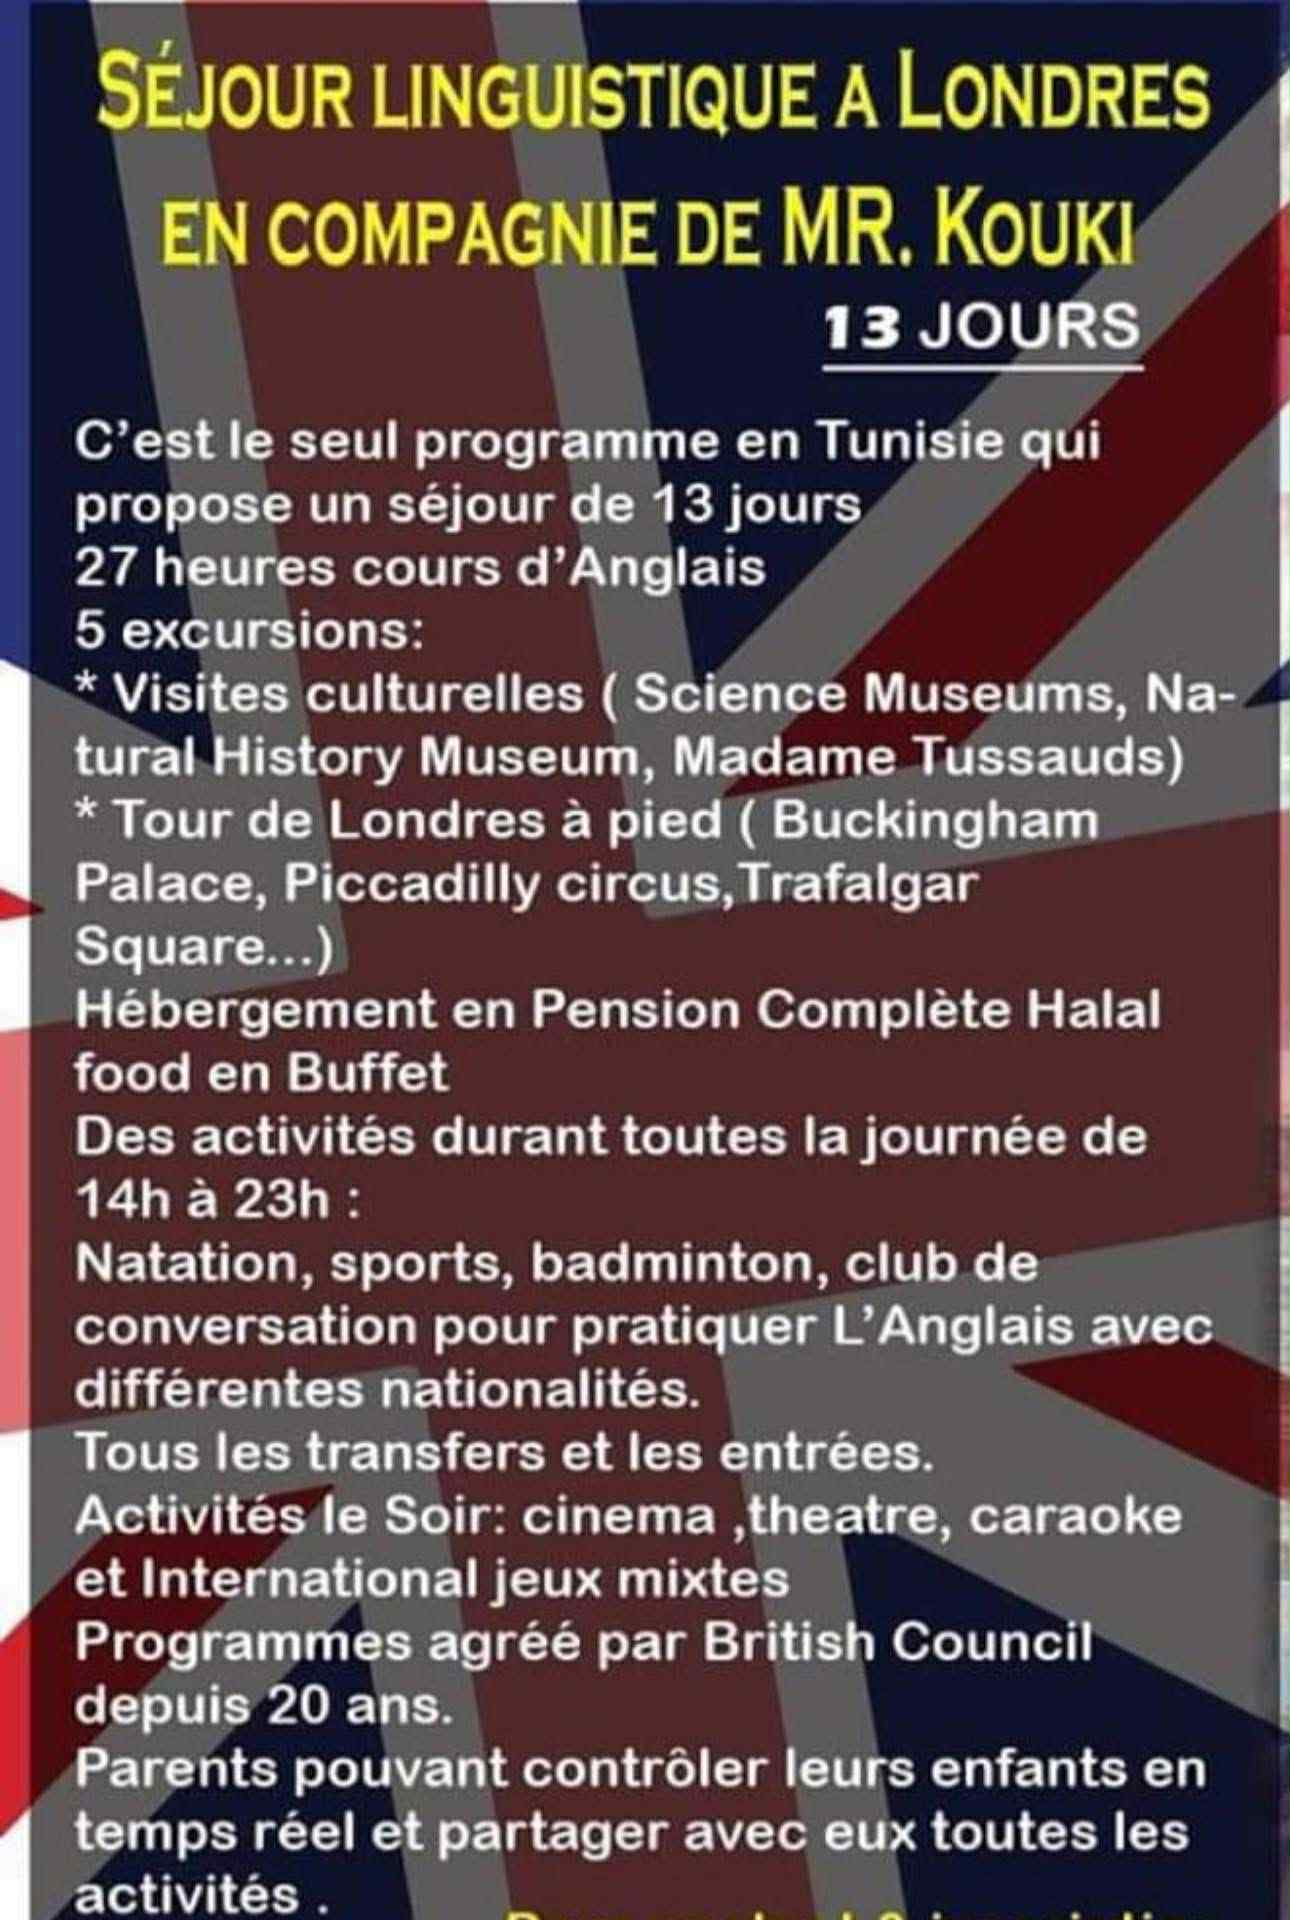 SÉJOUR LINGUISTIQUE A LONDRES
EN COMPAGNIE DE MR. KOUKI
13 JOURS
C'est le seul programme en Tunisie qui
propose un séjour de 13 jours
27 heures cours d'Anglais
5 excursions:
* Visites culturelles ( Science Museums, Na-
tural History Museum, Madame Tussauds)
* Tour de Londres à pied ( Buckingham
Palace, Piccadilly circus,Trafalgar
Square...)
Hébergement en Pension Complète Halal
food en Buffet
Des activités durant toutes la journée de
14h à 23h :
Natation, sports, badminton, club de
conversation pour pratiquer L'Anglais avec
différentes nationalités.
Tous les transfers et les entrées.
Activités le Soir: cinema ,theatre, caraoke
et International jeux mixtes
Programmes agréé par British Council
depuis 20 ans.
Parents pouvant contrôler leurs enfants en
temps réel et partager avec eux toutes les
activités .